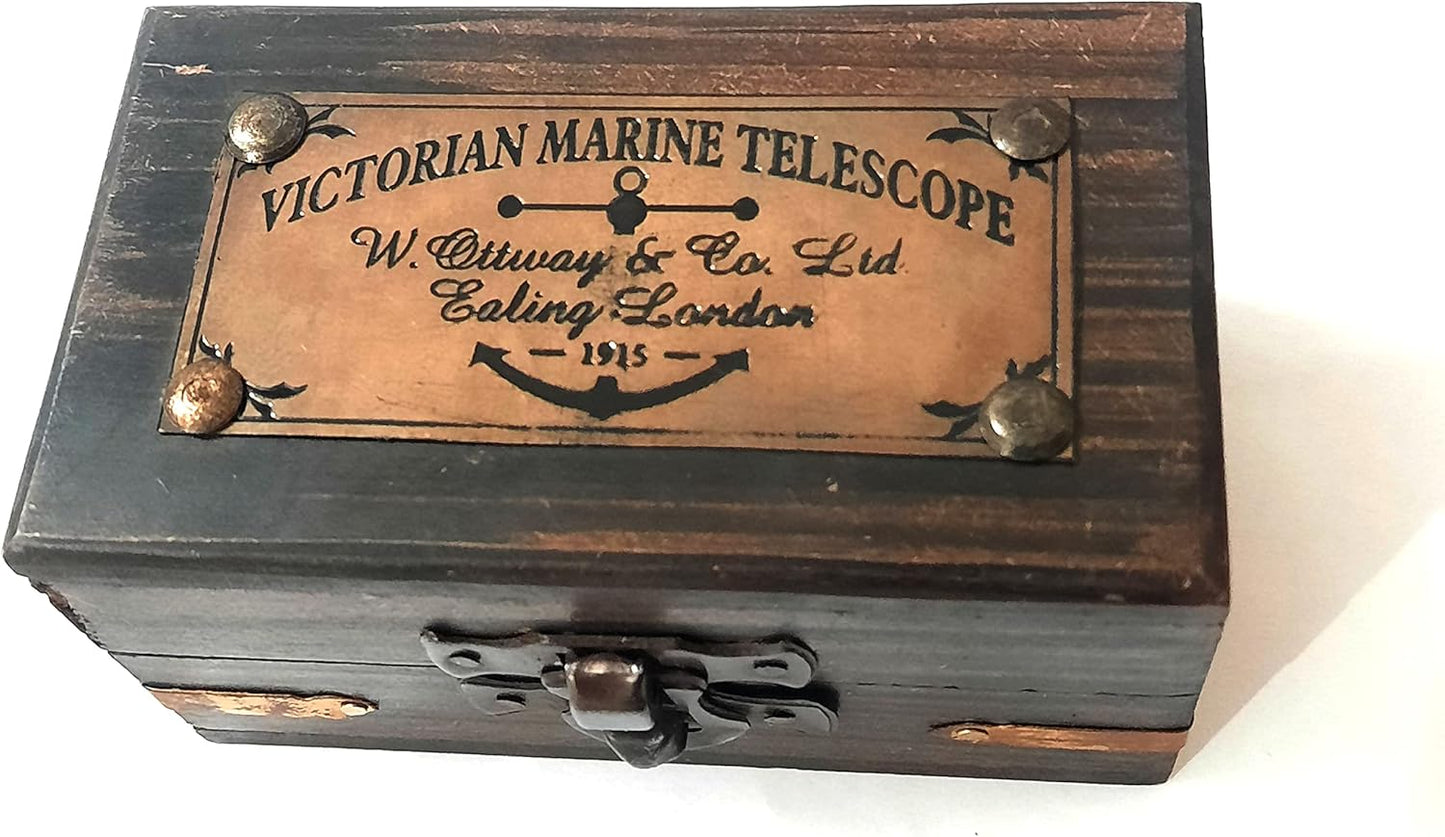 VICTORIAN MARINE TELESCOPE
W. Ottway & Co. Ltd.
Ealing London
— 1915 —